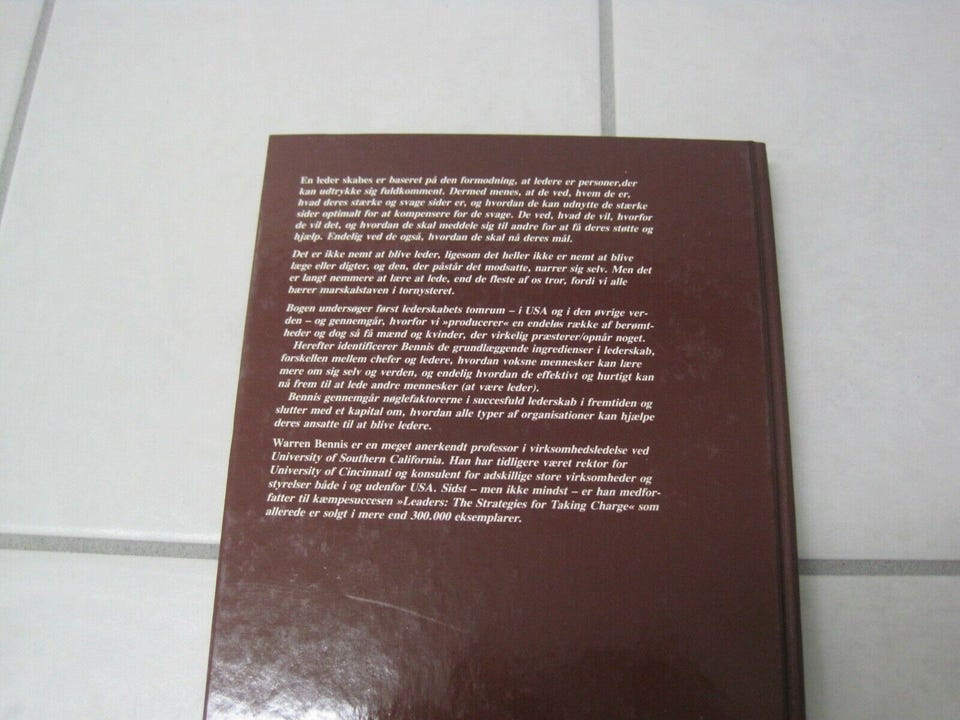 En leder skabes er baseret på den formodning, at ledere er personer,der
kan udtrykke sig fuldkomment. Dermed menes, at de ved, hvem de er,
hvad deres stærke og svage sider er, og hvordan de kan udnytte de stærke
sider optimalt for at kompensere for de svage. De ved, hvad de vil, hvorfor
de vil det, og hvordan de skal meddele sig til andre for at få deres støtte og
hjælp. Endelig ved de også, hvordan de skal nå deres mål.
Det er ikke nemt at blive leder, ligesom det heller ikke er nemt at blive
læge eller digter, og den, der påstår det modsatte, narrer sig selv. Men det
er langt nemmere at lære at lede, end de fleste af os tror, fordi vi alle
bærer marskalstaven i tornysteret.
Bogen undersøger først lederskabets tomrum – i USA og i den øvrige ver-
den – og gennemgår, hvorfor vi »producerer« en endeløs række af berømt-
heder og dog så få mænd og kvinder, der virkelig præsterer/opnår noget.
Herefter identificerer Bennis de grundlæggende ingredienser i lederskab,
forskellen mellem chefer og ledere, hvordan voksne mennesker kan lære
mere om sig selv og verden, og endelig hvordan de effektivt og hurtigt kan
nå frem til at lede andre mennesker (at være leder).
Bennis gennemgår nøglefaktorerne i succesfuld lederskab i fremtiden og
slutter med et kapital om, hvordan alle typer af organisationer kan hjælpe
deres ansatte til at blive ledere.
Warren Bennis er en meget anerkendt professor i virksomhedsledelse ved
University of Southern California. Han har tidligere været rektor for
University of Cincinnati og konsulent for adskillige store virksomheder og
styrelser både i og udenfor USA. Sidst – men ikke mindst – er han medfor-
fatter til kæmpesuccesen »Leaders: The Strategies for Taking Charge« som
allerede er solgt i mere end 300.000 eksemplarer.